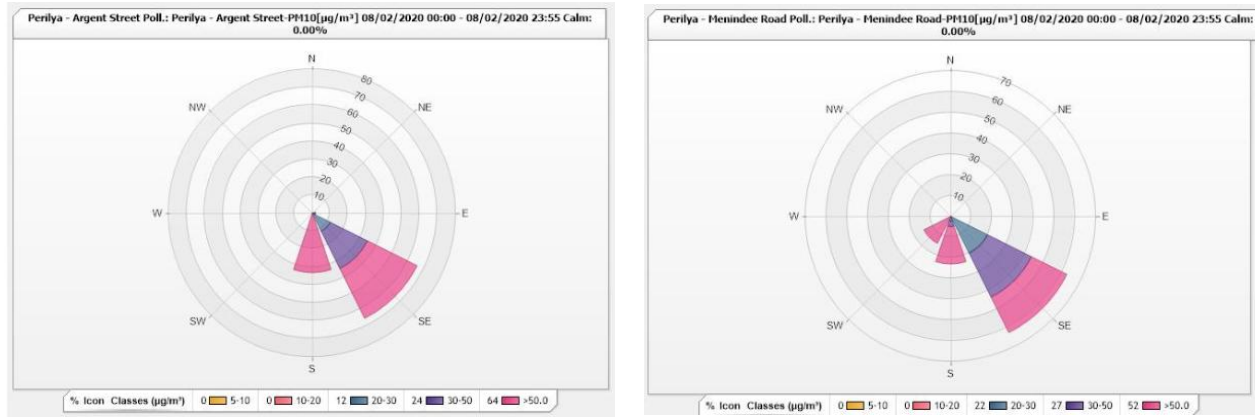 Perilya - Argent Street Poll.: Perilya - Argent Street-PM10[µg/m³] 08/02/2020 00:00 - 08/02/2020 23:55 Calm:
0.00%
N
80
70
60
50
40
30
20
10
NW
NE
W
E
SW
SE
S
% Icon Classes (µg/m³) 0 5-10 0 10-20 12 20-30 24 30-50 64 >50.0
Perilya - Menindee Road Poll.: Perilya - Menindee Road-PM10[µg/m³] 08/02/2020 00:00 - 08/02/2020 23:55 Calm:
0.00%
N
70
60
50
40
30
20
10
NW
NE
W
E
SW
SE
S
% Icon Classes (µg/m³) 0 5-10 0 10-20 22 20-30 27 30-50 52 >50.0